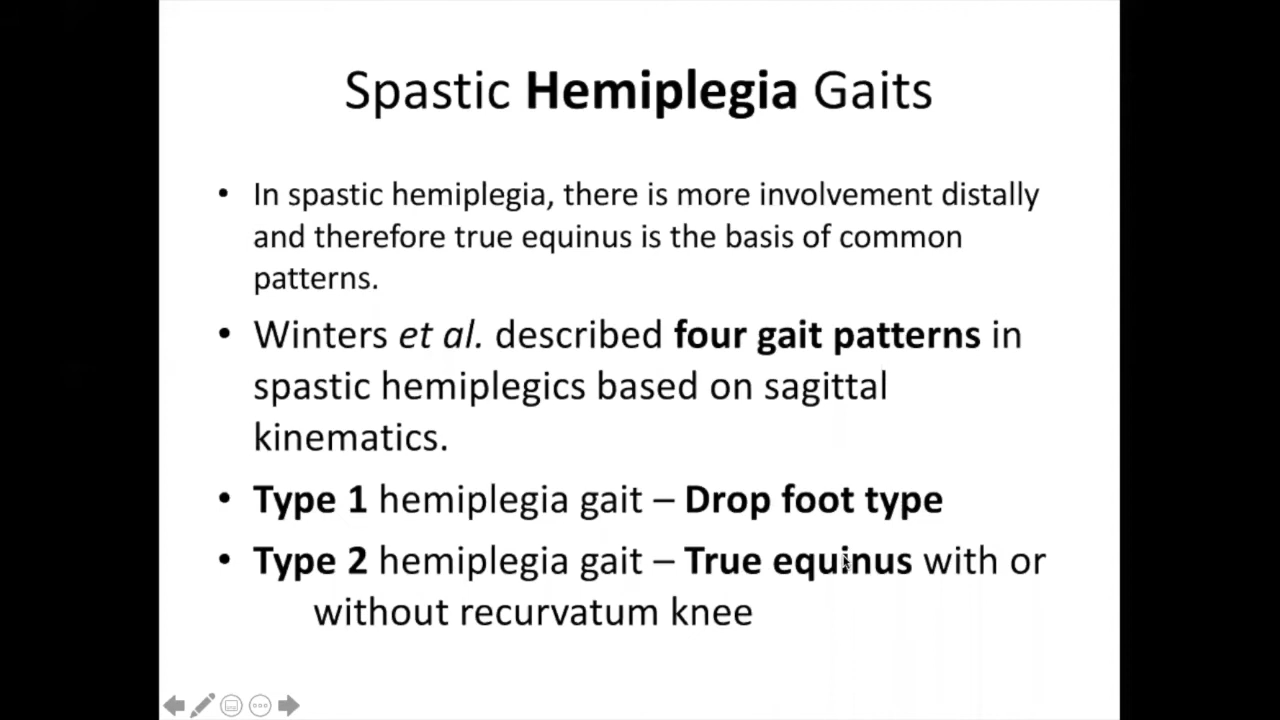 Spastic Hemiplegia Gaits
• In spastic hemiplegia, there is more involvement distally
and therefore true equinus is the basis of common
patterns.
• Winters et al. described four gait patterns in
spastic hemiplegics based on sagittal
kinematics.
• Type 1 hemiplegia gait – Drop foot type
• Type 2 hemiplegia gait – True equinus with or
without recurvatum knee